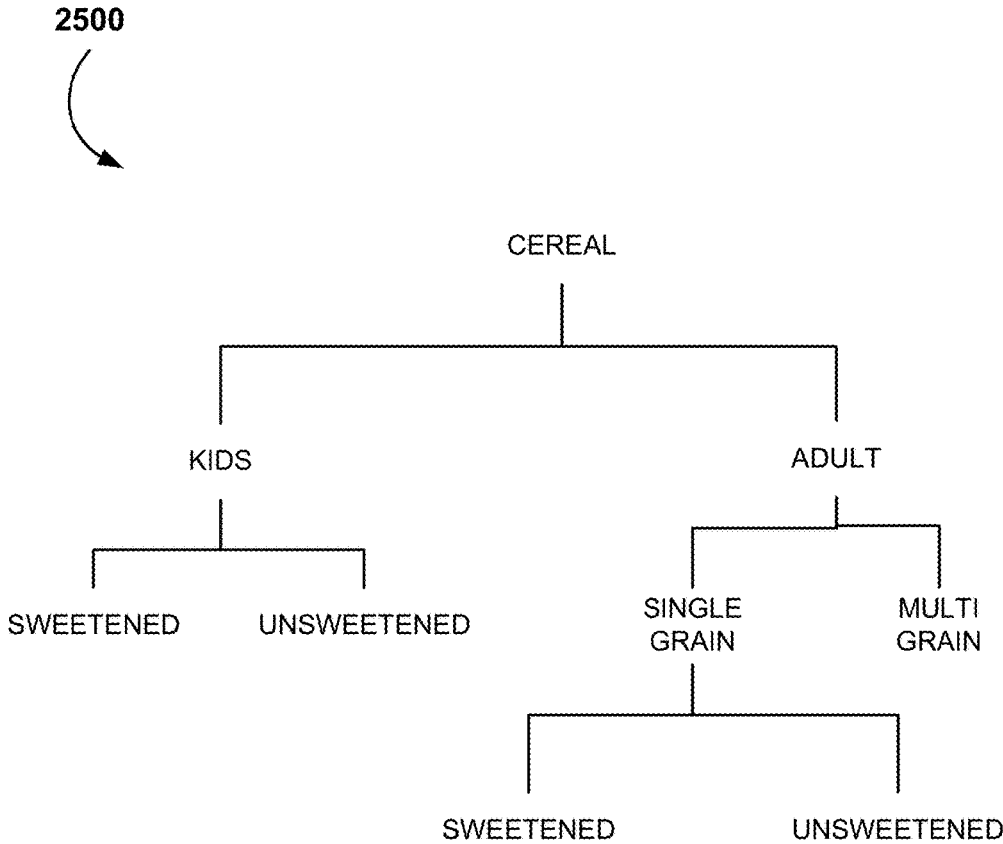 2500
CEREAL
KIDS
ADULT
SWEETENED
UNSWEETENED
SINGLE
GRAIN
MULTI
GRAIN
SWEETENED
UNSWEETENED